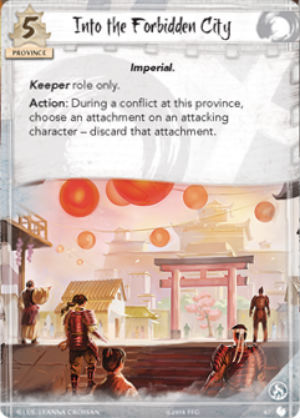 5
Into the Forbidden City
PROVINCE
Imperial.
Keeper role only.
Action: During a conflict at this province,
choose an attachment on an attacking
character – discard that attachment.
ILLUS. LEANNA CROSSAN
©2018 FFG